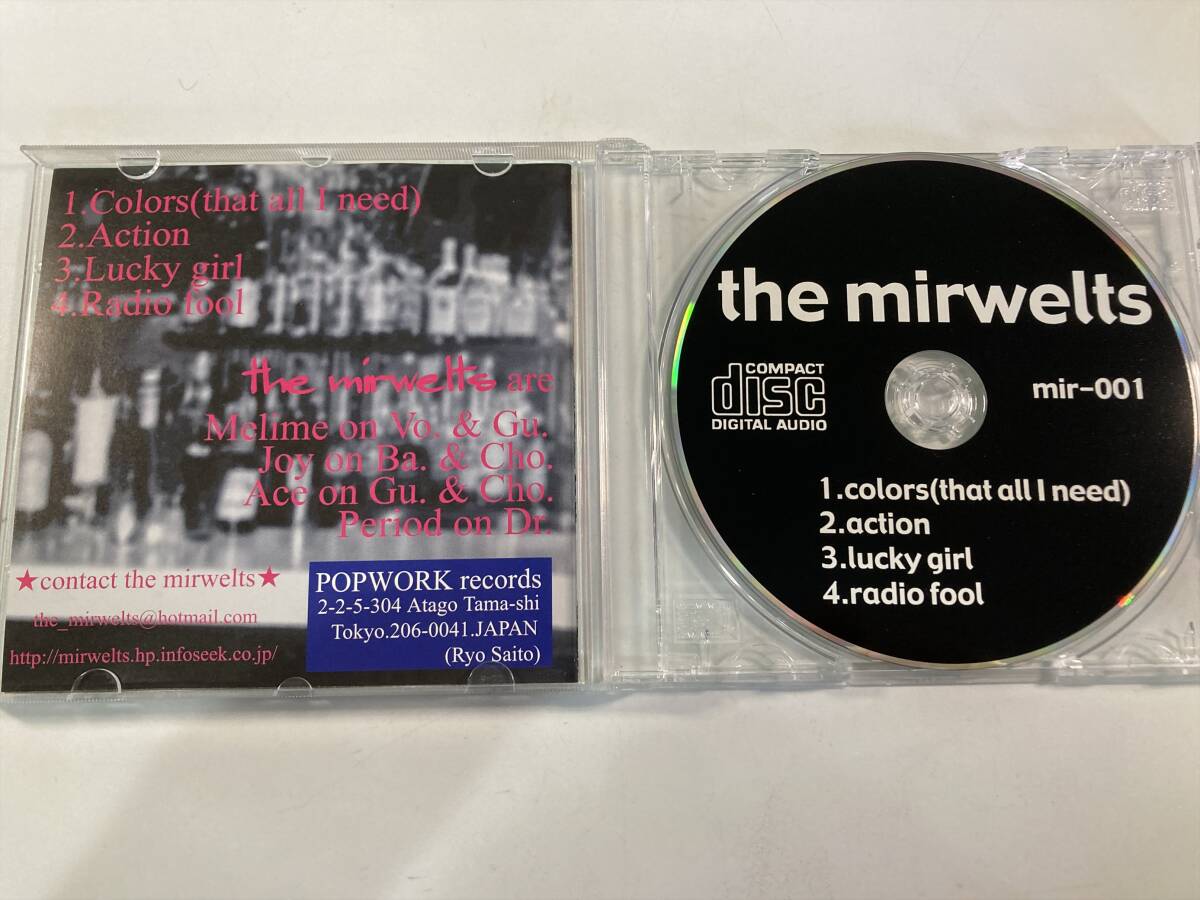 1.Colors(that all I need)
2.Action
3.Lucky girl
4.Radio fool
the mirwelts are
Melime on Vo. & Gu.
Joy on Ba. & Cho.
Ace on Gu. & Cho.
Period on Dr.
★contact the mirwelts★
the_mirwelts@hotmail.com
http://mirwelts.hp.infoseek.co.jp/
POPWORK records
2-2-5-304 Atago Tama-shi
Tokyo.206-0041.JAPAN
(Ryo Saito)
the mirwelts
COMPACT
disc
DIGITAL AUDIO
mir-001
1.colors(that all I need)
2.action
3.lucky girl
4.radio fool